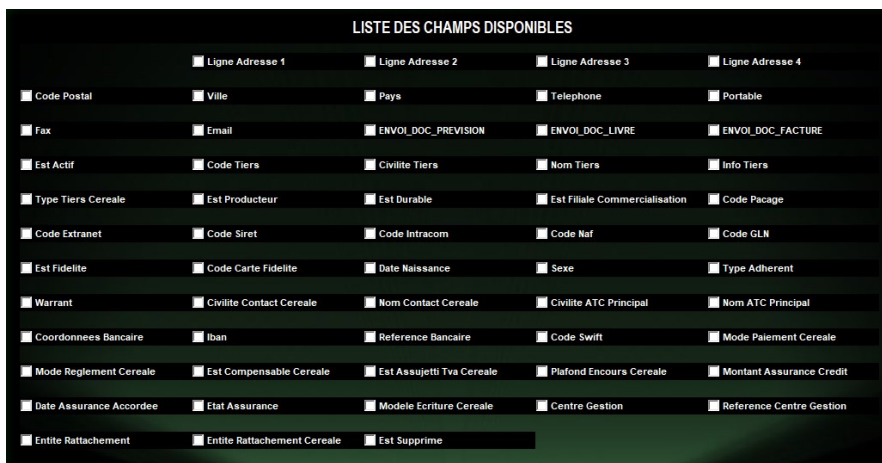 LISTE DES CHAMPS DISPONIBLES
Ligne Adresse 1 Ligne Adresse 2 Ligne Adresse 3 Ligne Adresse 4
Code Postal Ville Pays Telephone Portable
Fax Email ENVOI_DOC_PREVISION ENVOI_DOC_LIVRE ENVOI_DOC_FACTURE
Est Actif Code Tiers Civilite Tiers Nom Tiers Info Tiers
Type Tiers Cereale Est Producteur Est Durable Est Filiale Commercialisation Code Pacage
Code Extranet Code Siret Code Intracom Code Naf Code GLN
Est Fidelite Code Carte Fidelite Date Naissance Sexe Type Adherent
Warrant Civilite Contact Cereale Nom Contact Cereale Civilite ATC Principal Nom ATC Principal
Coordonnees Bancaire Iban Reference Bancaire Code Swift Mode Paiement Cereale
Mode Reglement Cereale Est Compensable Cereale Est Assujetti Tva Cereale Plafond Encours Cereale Montant Assurance Credit
Date Assurance Accordee Etat Assurance Modele Ecriture Cereale Centre Gestion Reference Centre Gestion
Entite Rattachement Entite Rattachement Cereale Est Supprime